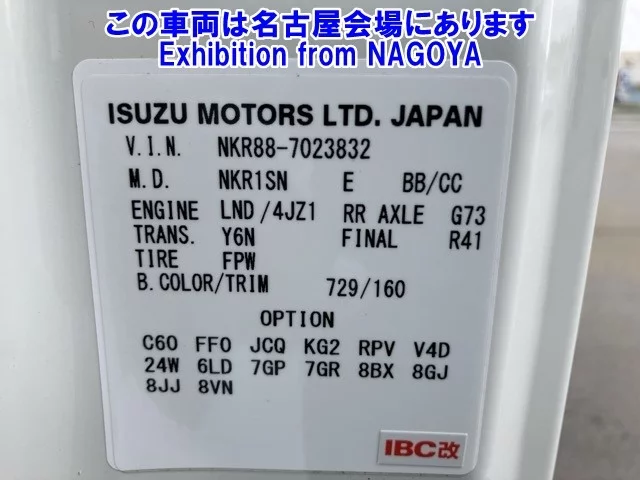 この車両は名古屋会場にあります
Exhibition from NAGOYA
ISUZU MOTORS LTD. JAPAN
V.I.N. NKR88-7023832
M.D. NKR1SN E BB/CC
ENGINE LND/4JZ1 RR AXLE G73
TRANS. Y6N FINAL R41
TIRE FPW
B.COLOR/TRIM 729/160
OPTION
C60 FF0 JCQ KG2 RPV V4D
24W 6LD 7GP 7GR 8BX 8GJ
8JJ 8VN
IBC改